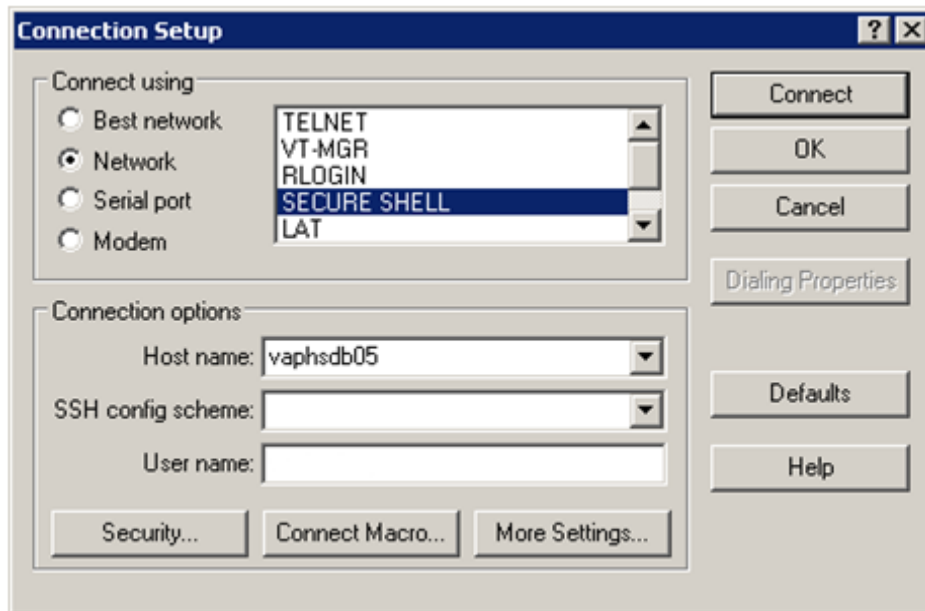 Connection Setup
Connect using
Best network
Network
Serial port
Modem
TELNET
VT-MGR
RLOGIN
SECURE SHELL
LAT
Connect
OK
Cancel
Dialing Properties
Connection options
Host name: vaphsdb05
SSH config scheme:
User name:
Security...
Connect Macro...
More Settings...
Defaults
Help